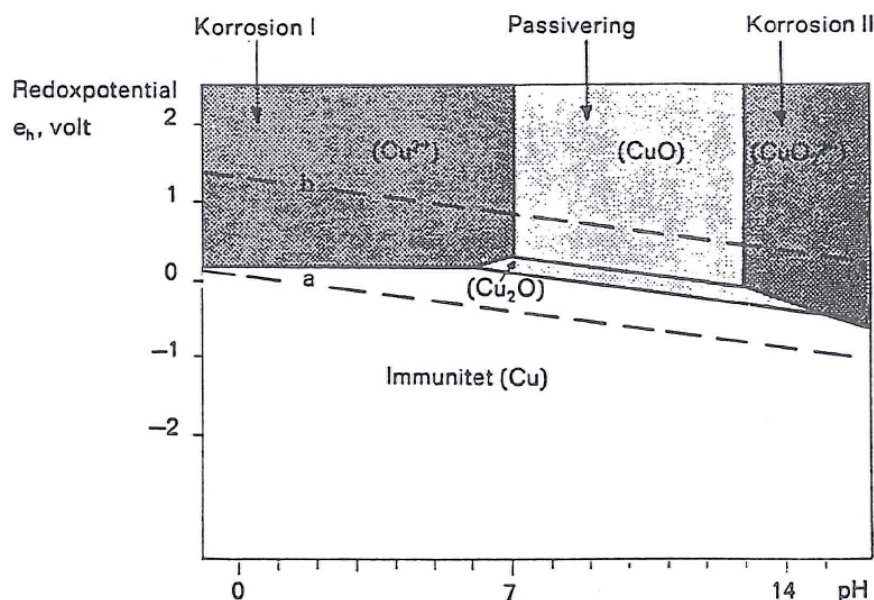 Korrosion I
Passivering
Korrosion II
Redoxpotential
e_h, volt
2
1
0
−1
−2
(Cu²⁺)
(CuO)
(CuO₂²⁻)
b
a
(Cu₂O)
Immunitet (Cu)
0
7
14
pH